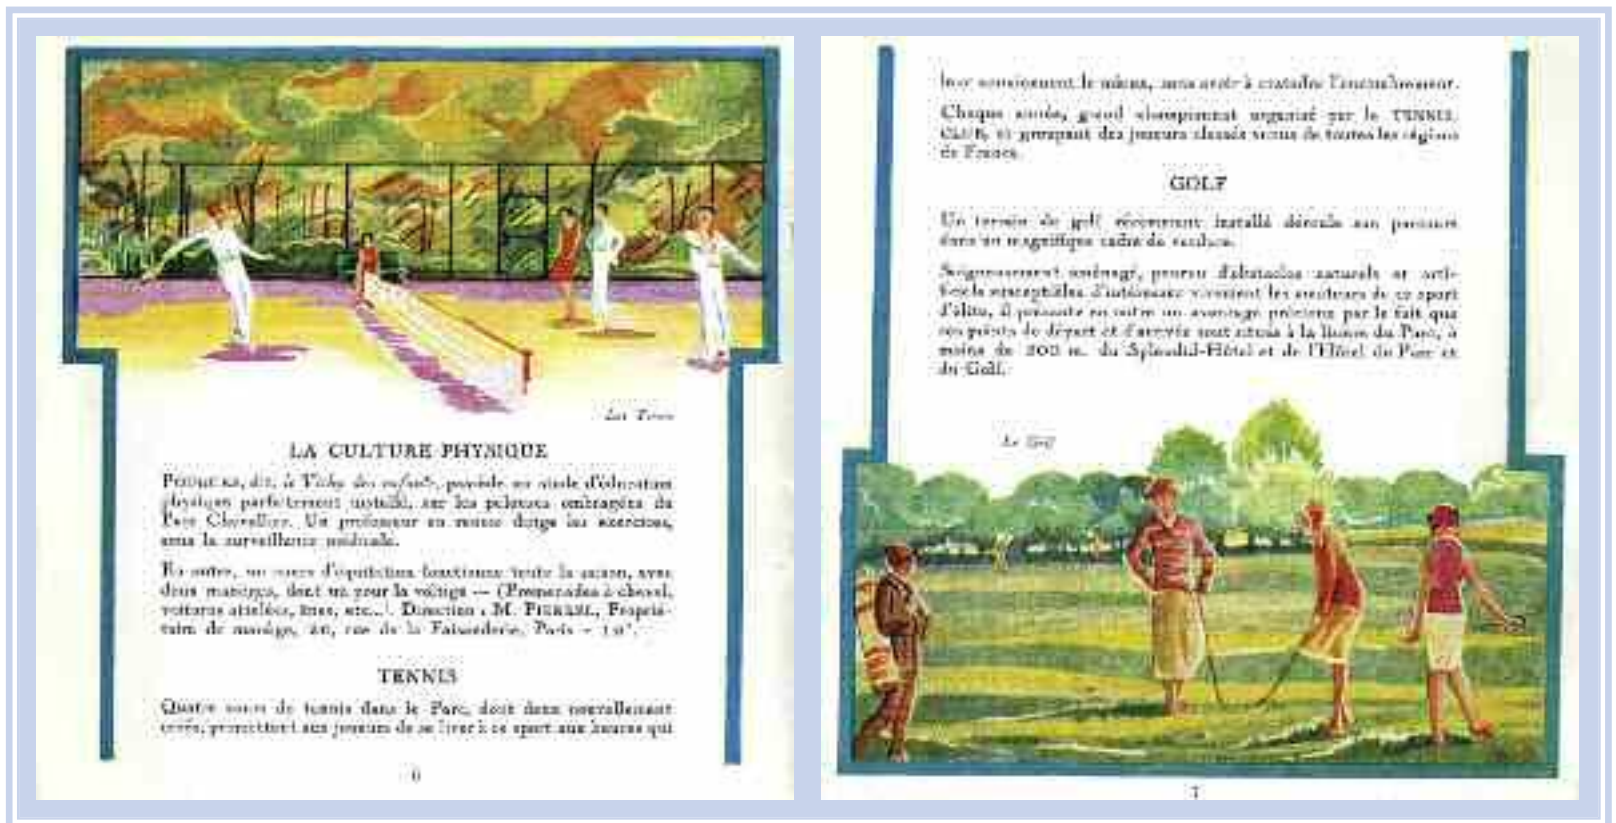 Les Tennis
LA CULTURE PHYSIQUE
POUGUES, dit, le Vichy des enfants, possède un stade d'éducation
physique parfaitement installé, sur les pelouses ombragées du
Parc Chevallier. Un professeur en renom dirige les exercices,
sous la surveillance médicale.
En outre, un cours d'équitation fonctionne toute la saison, avec
deux manèges, dont un pour la voltige — (Promenades à cheval,
voitures attelées, ânes, etc...). Direction : M. Propriétaire
de manège, 20, rue de la Faisanderie, Paris -
TENNIS
Quatre cours de tennis dans le Parc, dont deux nouvellement
créés, permettent aux joueurs de se livrer à ce sport aux heures qui
6
leur conviennent le mieux, sans avoir à craindre l'encombrement.
Chaque année, grand championnat organisé par le TENNIS
CLUB, et groupant des joueurs classés venus de toutes les régions
de France.
GOLF
Un terrain de golf récemment installé déroule son parcours
dans un magnifique cadre de verdure.
Soigneusement aménagé, pourvu d'obstacles naturels et arti-
ficiels susceptibles d'intéresser vivement les amateurs de ce sport
d'élite, il présente en outre un avantage précieux par le fait que
ses points de départ et d'arrivée sont situés à la lisière du Parc, à
moins de 300 m. du Splendid-Hôtel et de l'Hôtel du Parc et
du Golf.
Le Golf
7